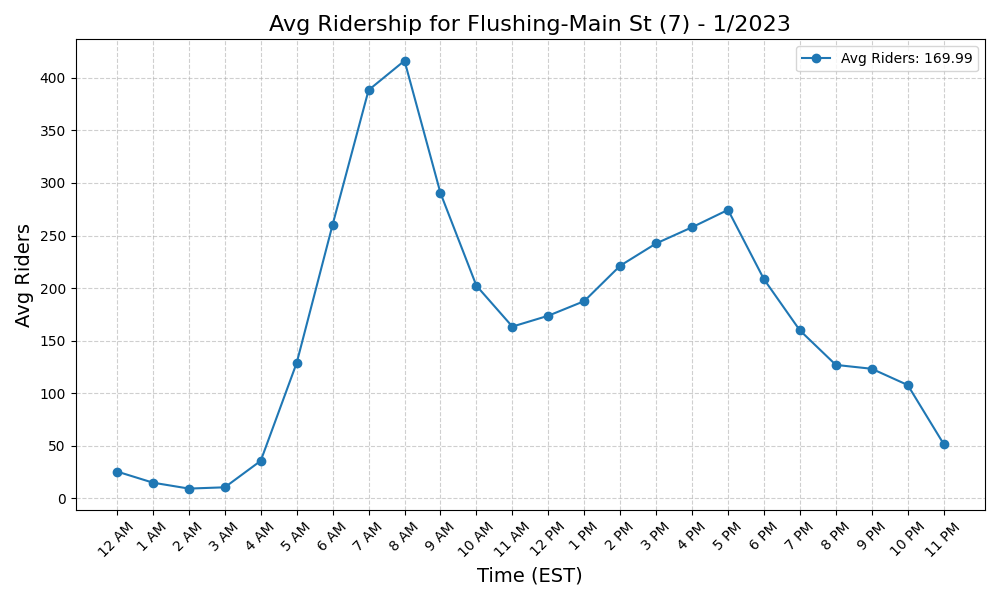 Avg Ridership for Flushing-Main St (7) - 1/2023
Avg Riders: 169.99
Avg Riders
400
350
300
250
200
150
100
50
0
12 AM
1 AM
2 AM
3 AM
4 AM
5 AM
6 AM
7 AM
8 AM
9 AM
10 AM
11 AM
12 PM
1 PM
2 PM
3 PM
4 PM
5 PM
6 PM
7 PM
8 PM
9 PM
10 PM
11 PM
Time (EST)